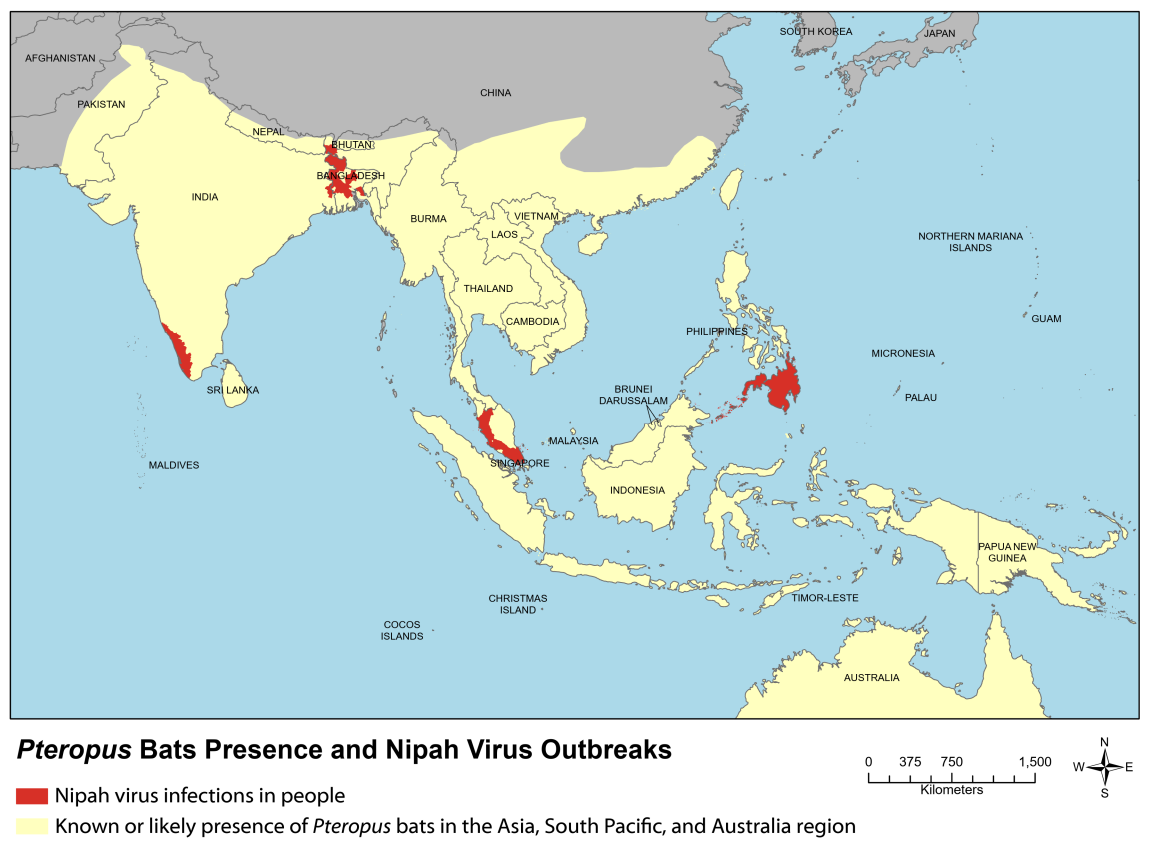 SOUTH KOREA
JAPAN
AFGHANISTAN
CHINA
PAKISTAN
NEPAL
BHUTAN
BANGLADESH
INDIA
BURMA
VIETNAM
LAOS
NORTHERN MARIANA
ISLANDS
THAILAND
CAMBODIA
GUAM
PHILIPPINES
MICRONESIA
SRI LANKA
BRUNEI
DARUSSALAM
PALAU
MALAYSIA
MALDIVES
SINGAPORE
INDONESIA
PAPUA NEW
GUINEA
CHRISTMAS
ISLAND
TIMOR-LESTE
COCOS
ISLANDS
AUSTRALIA
Pteropus Bats Presence and Nipah Virus Outbreaks
0 375 750 1,500
Kilometers
N
W E
S
Nipah virus infections in people
Known or likely presence of Pteropus bats in the Asia, South Pacific, and Australia region